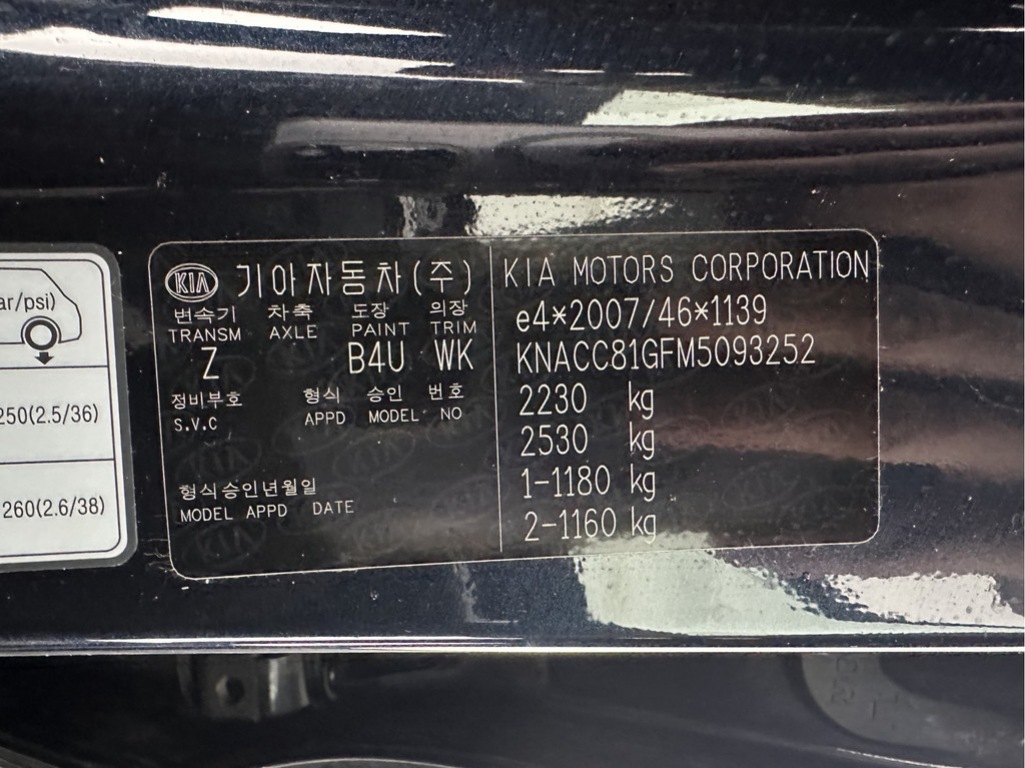 ar/psi)
250(2.5/36)
260(2.6/38)
KIA 기아자동차(주)
변속기 차축 도장 의장
TRANSM AXLE PAINT TRIM
Z B4U WK
정비부호 형식 승인 번호
S.V.C APPD MODEL NO
형식승인년월일
MODEL APPD DATE
KIA MOTORS CORPORATION
e4*2007/46*1139
KNACC81GFM5093252
2230 kg
2530 kg
1-1180 kg
2-1160 kg